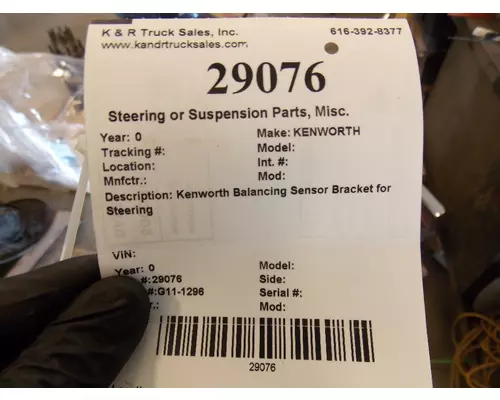 K & R Truck Sales, Inc. 616-392-8377
www.kandrtrucksales.com
29076
Steering or Suspension Parts, Misc.
Year: 0 Make: KENWORTH
Tracking #: Model:
Location: Int. #:
Mnfctr.: Mod:
Description: Kenworth Balancing Sensor Bracket for
Steering
VIN:
Year: 0 Model:
#:29076 Side:
#:G11-1296 Serial #:
.: Mod:
29076